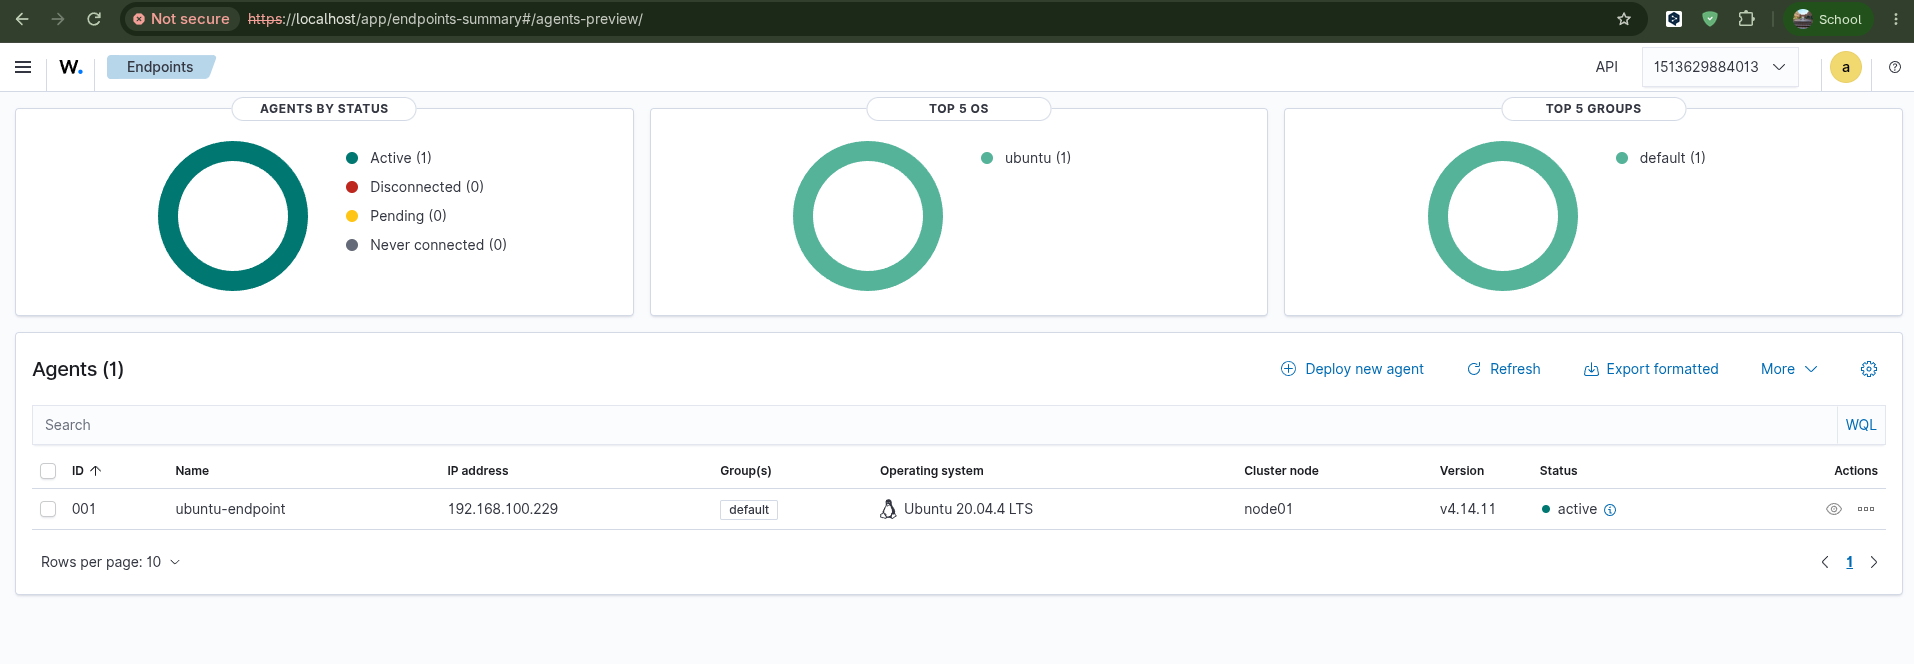 Not secure https://localhost/app/endpoints-summary#/agents-preview/ School
W. Endpoints API 1513629884013 a
AGENTS BY STATUS
Active (1)
Disconnected (0)
Pending (0)
Never connected (0)
TOP 5 OS
ubuntu (1)
TOP 5 GROUPS
default (1)
Agents (1) Deploy new agent Refresh Export formatted More
Search WQL
ID Name IP address Group(s) Operating system Cluster node Version Status Actions
001 ubuntu-endpoint 192.168.100.229 default Ubuntu 20.04.4 LTS node01 v4.14.11 active
Rows per page: 10 1